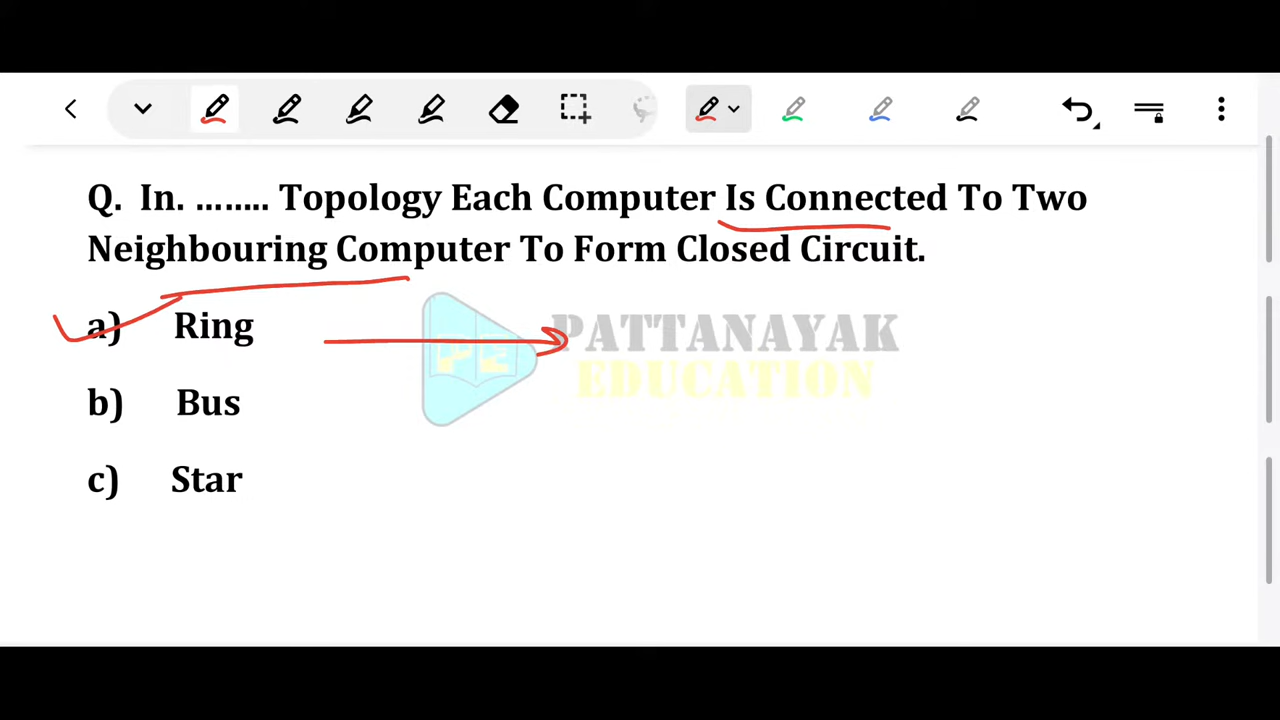 Q. In. ........ Topology Each Computer Is Connected To Two
Neighbouring Computer To Form Closed Circuit.
a) Ring
PATTANAYAK
PE
EDUCATION
b) Bus
c) Star